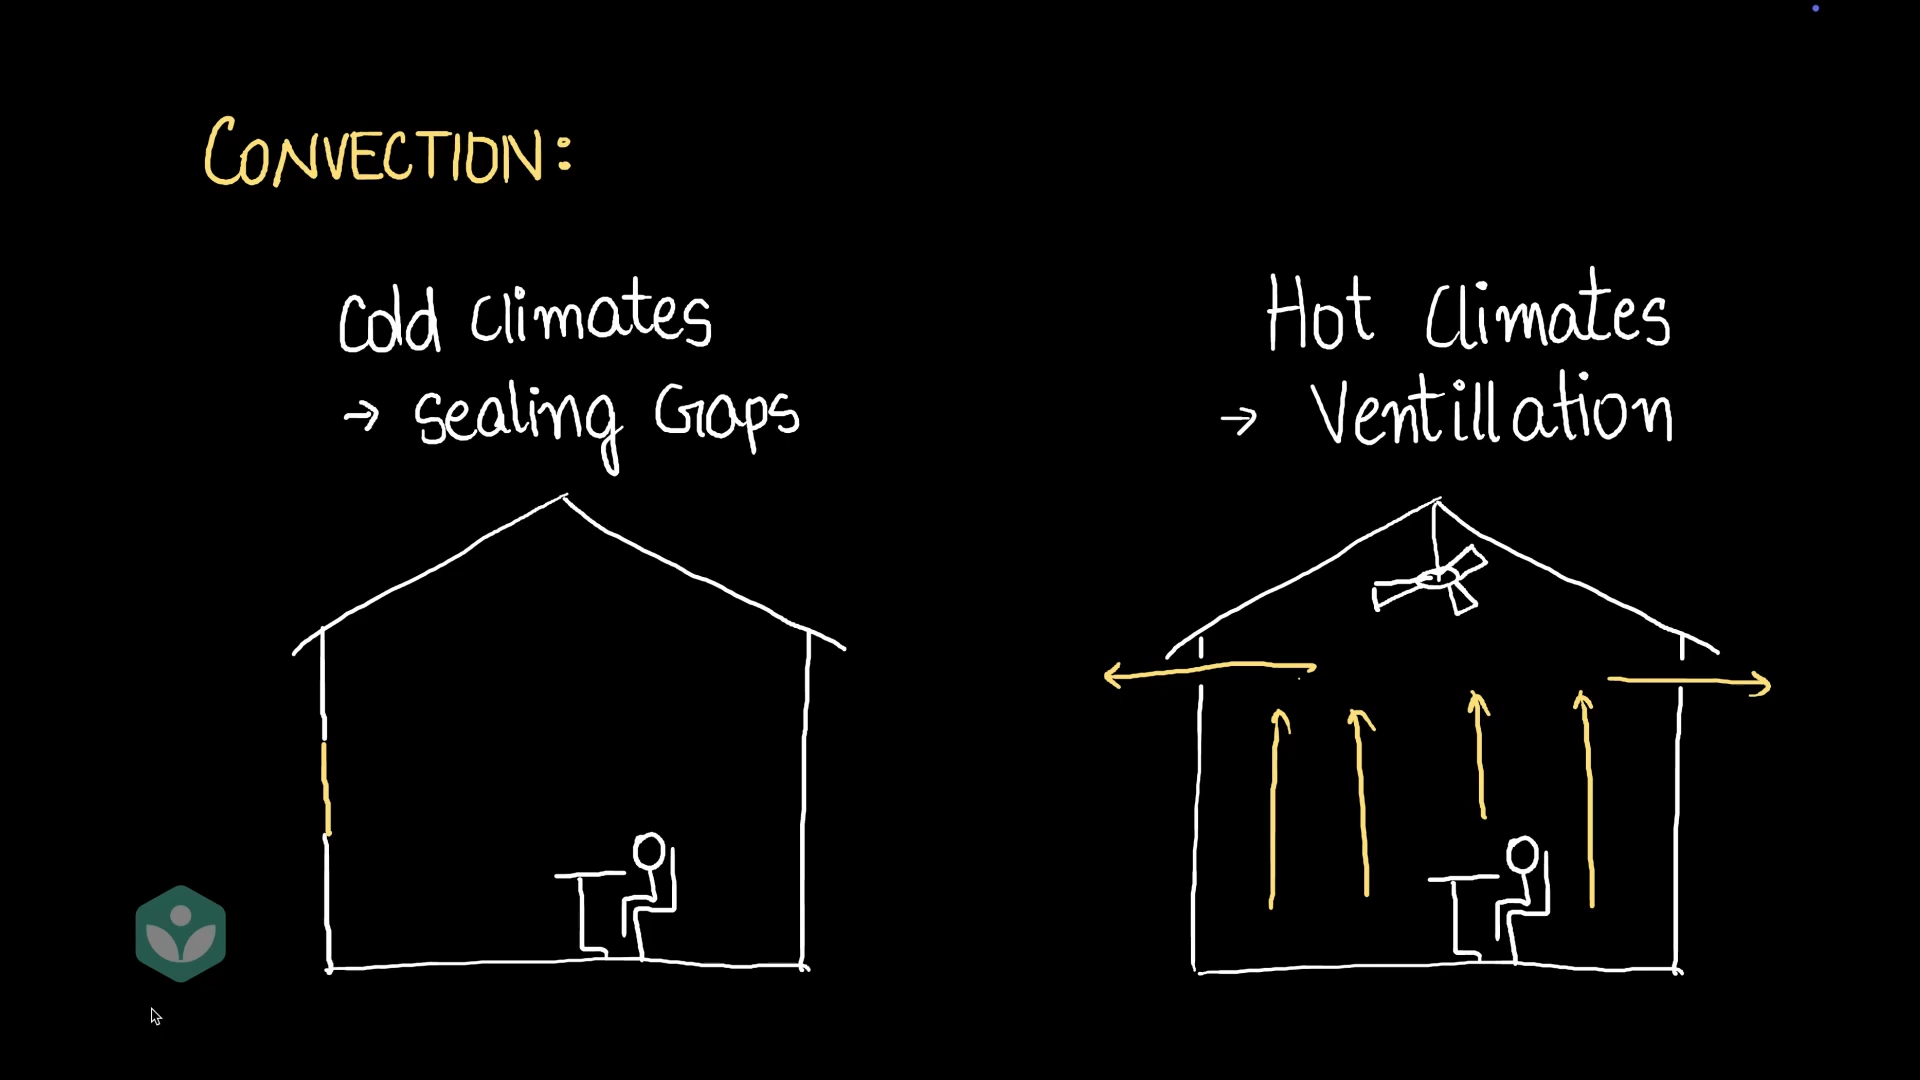 CONVECTION:
Cold Climates
→ Sealing Gaps
Hot Climates
→ Ventillation